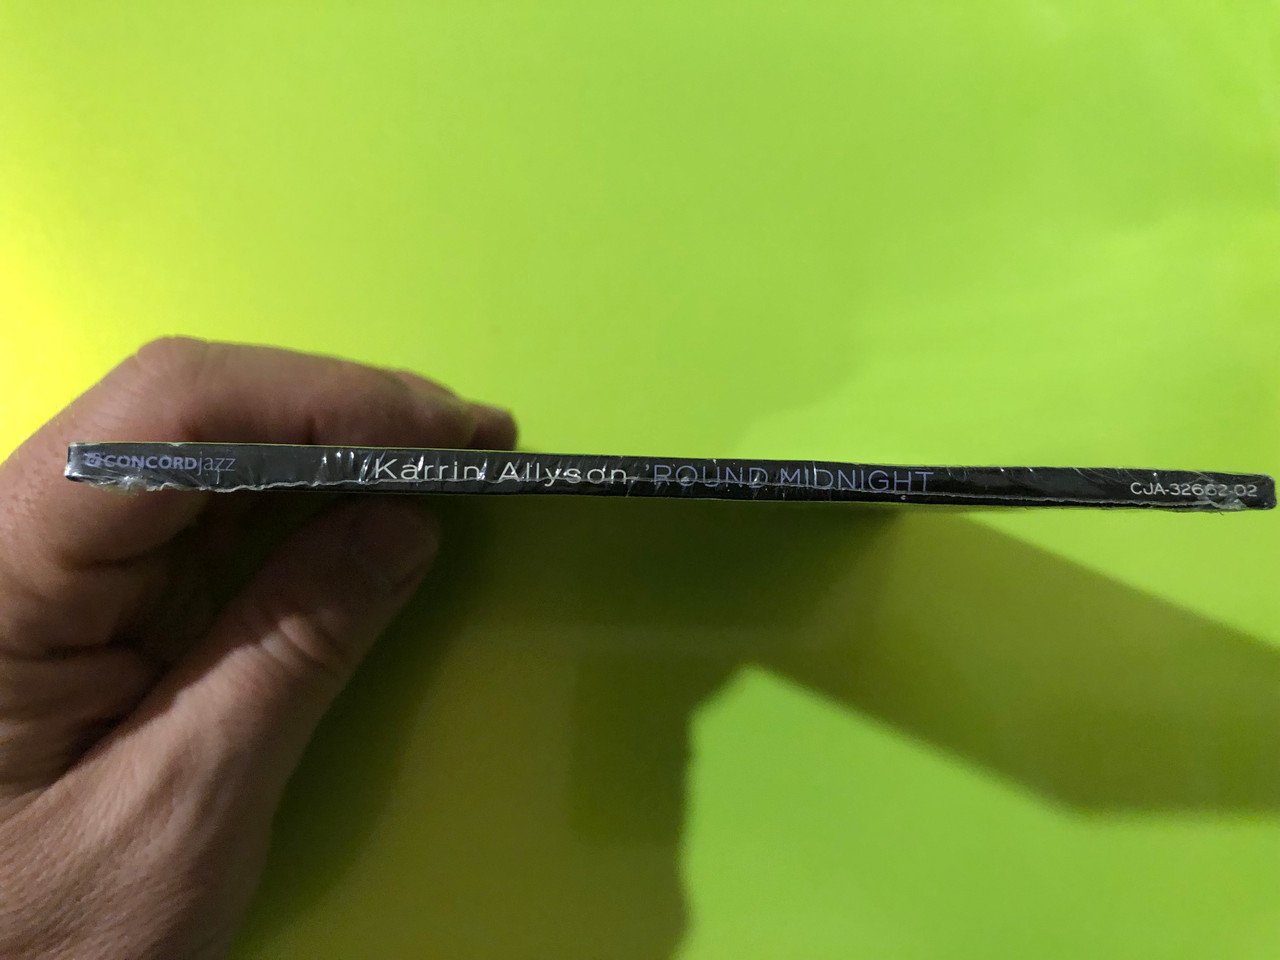 CONCORDjazz Karrin Allyson 'ROUND MIDNIGHT CJA-32662-02